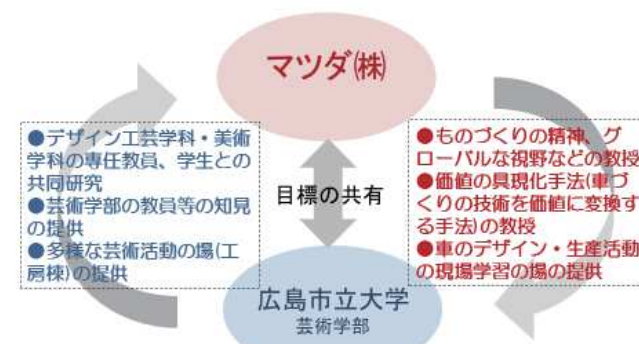 マツダ㈱
●デザイン工芸学科・美術
学科の専任教員、学生との
共同研究
●芸術学部の教員等の知見
の提供
●多様な芸術活動の場(工
房棟)の提供
目標の共有
●ものづくりの精神、グ
ローバルな視野などの教授
●価値の具現化手法(車づ
くりの技術を価値に変換す
る手法)の教授
●車のデザイン・生産活動
の現場学習の場の提供
広島市立大学
芸術学部